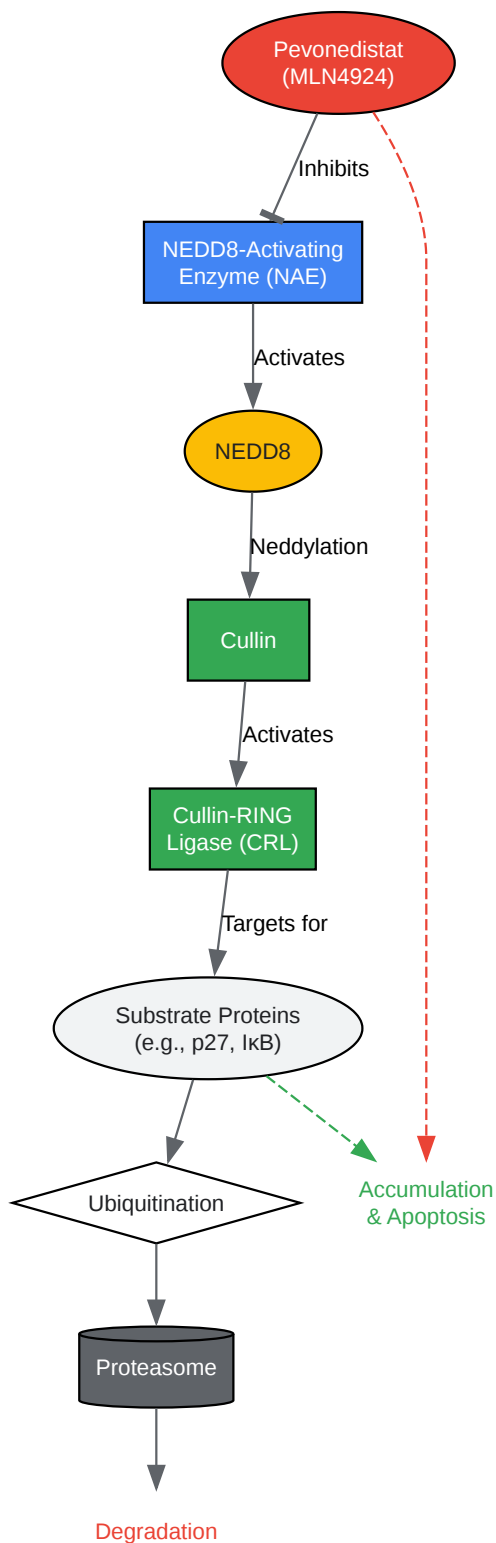 Pevonedistat
(MLN4924)
Inhibits
NEDD8-Activating
Enzyme (NAE)
Activates
NEDD8
Neddylation
Cullin
Activates
Cullin-RING
Ligase (CRL)
Targets for
Substrate Proteins
(e.g., p27, IκB)
Ubiquitination
Accumulation
& Apoptosis
Proteasome
Degradation